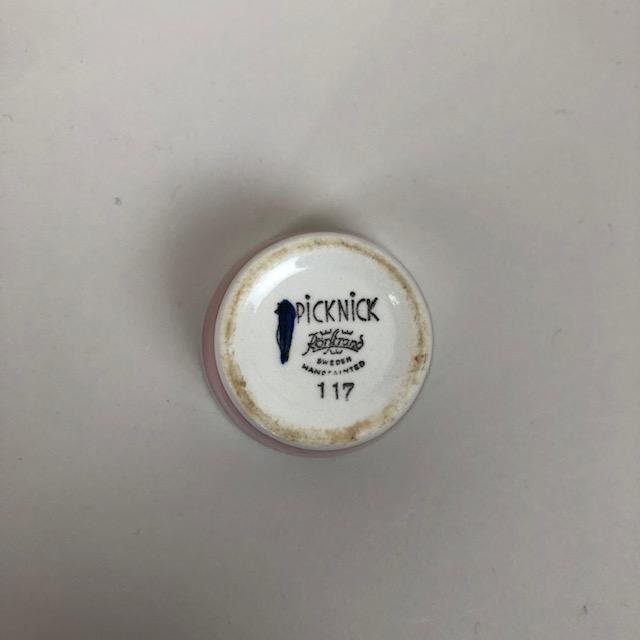 PICKNICK
Rörstrand
SWEDEN
HANDPAINTED
117